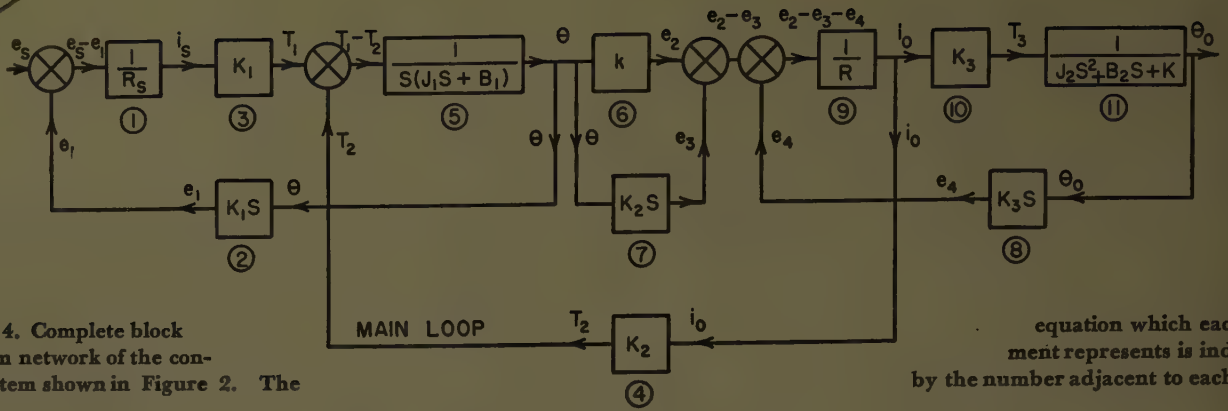 e_s e_s-e_1 1/R_s i_s K_1 T_1 T_1-T_2 1/(S(J_1S + B_1)) θ k e_2 e_2-e_3 e_2-e_3-e_4 1/R i_0 K_3 T_3 1/(J_2S^2+B_2S+K) θ_0
① ③ ⑤ ⑥ ⑨ ⑩ ⑪
e_1 T_2 θ θ e_3 e_4 i_0
e_1 K_1S θ K_2S e_4 K_3S θ_0
② ⑦ ⑧
MAIN LOOP T_2 K_2 i_0
④
4. Complete block
n network of the con-
tem shown in Figure 2. The
equation which eac
ment represents is ind
by the number adjacent to each